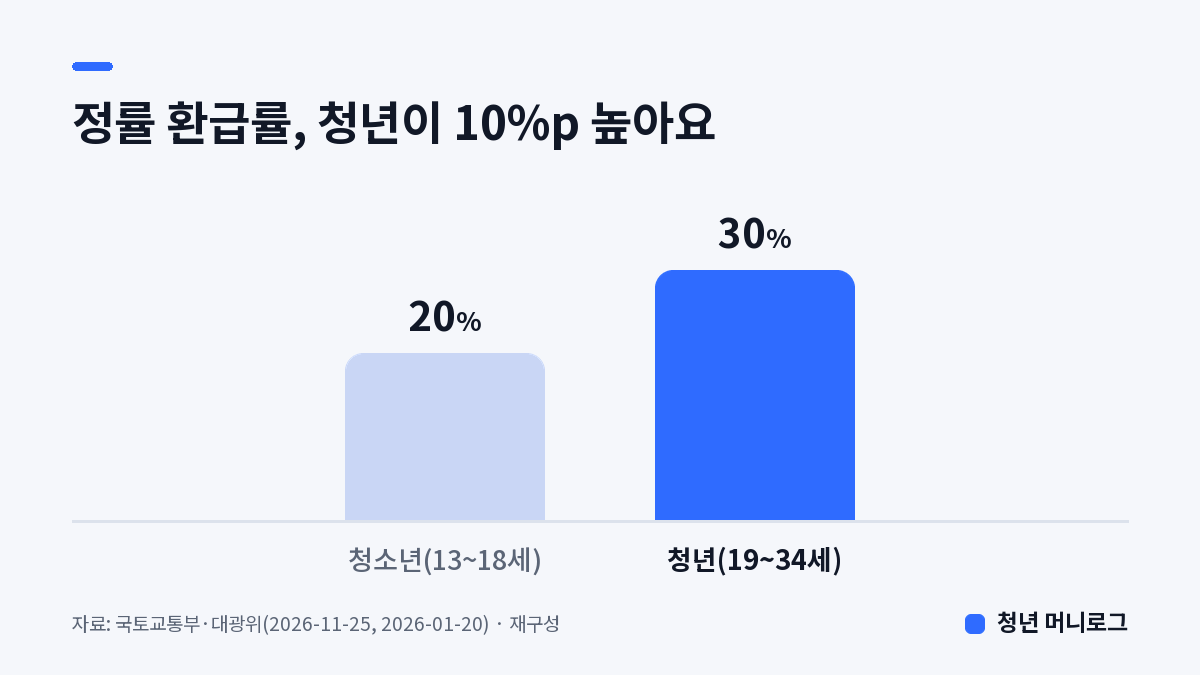 정률 환급률, 청년이 10%p 높아요
20%
30%
청소년(13~18세)
청년(19~34세)
자료: 국토교통부·대광위(2026-11-25, 2026-01-20) · 재구성
청년 머니로그